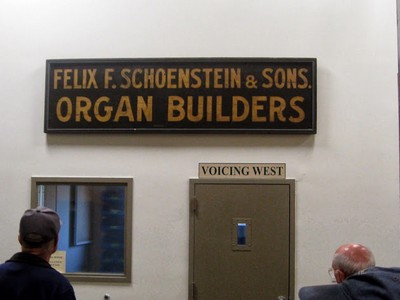 FELIX F. SCHOENSTEIN & SONS.
ORGAN BUILDERS
VOICING WEST